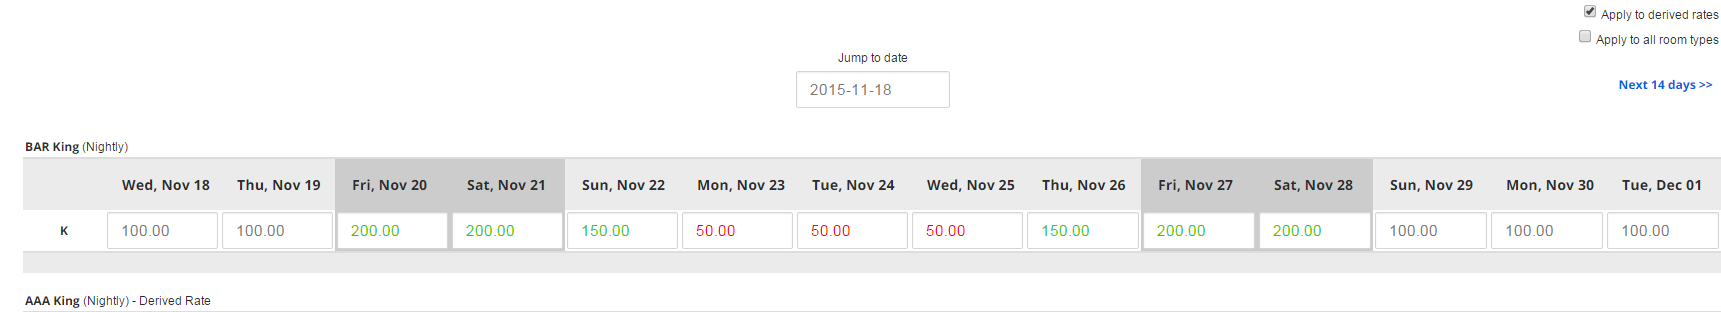 Apply to derived rates
Apply to all room types
Jump to date
2015-11-18
Next 14 days >>
BAR King (Nightly)
Wed, Nov 18 Thu, Nov 19 Fri, Nov 20 Sat, Nov 21 Sun, Nov 22 Mon, Nov 23 Tue, Nov 24 Wed, Nov 25 Thu, Nov 26 Fri, Nov 27 Sat, Nov 28 Sun, Nov 29 Mon, Nov 30 Tue, Dec 01
K 100.00 100.00 200.00 200.00 150.00 50.00 50.00 50.00 150.00 200.00 200.00 100.00 100.00 100.00
AAA King (Nightly) - Derived Rate